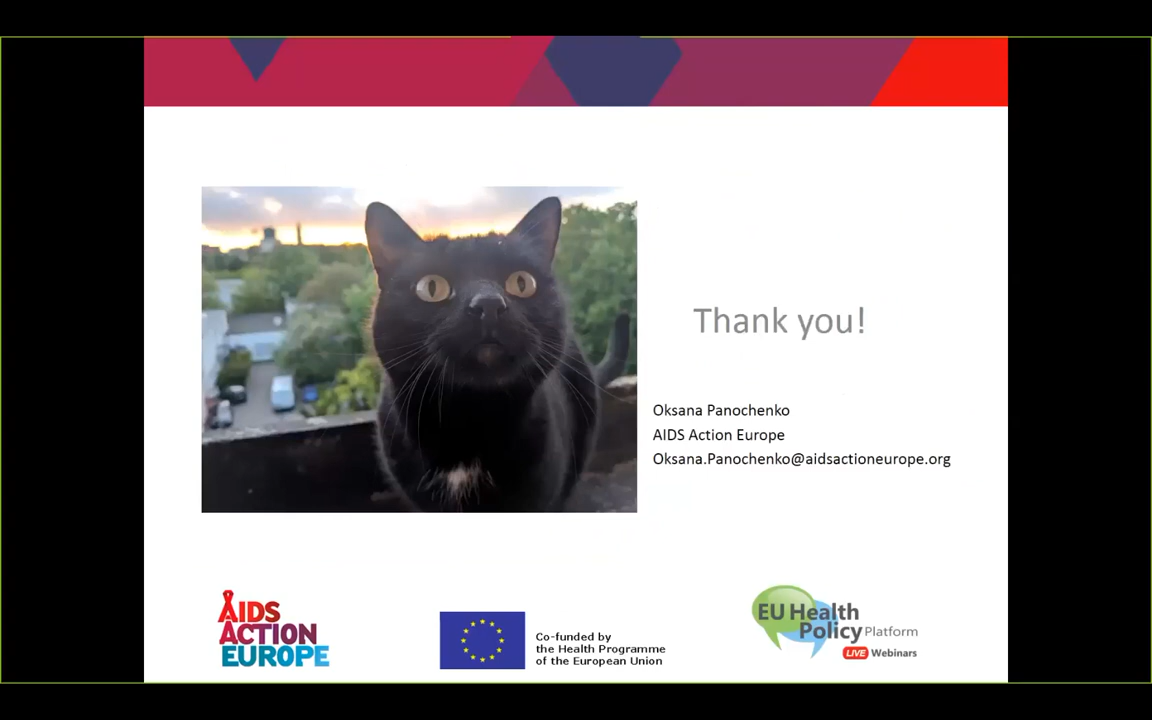 Thank you!
Oksana Panochenko
AIDS Action Europe
Oksana.Panochenko@aidsactioneurope.org
AIDS
ACTION
EUROPE
Co-funded by
the Health Programme
of the European Union
EU Health
Policy Platform
LIVE Webinars